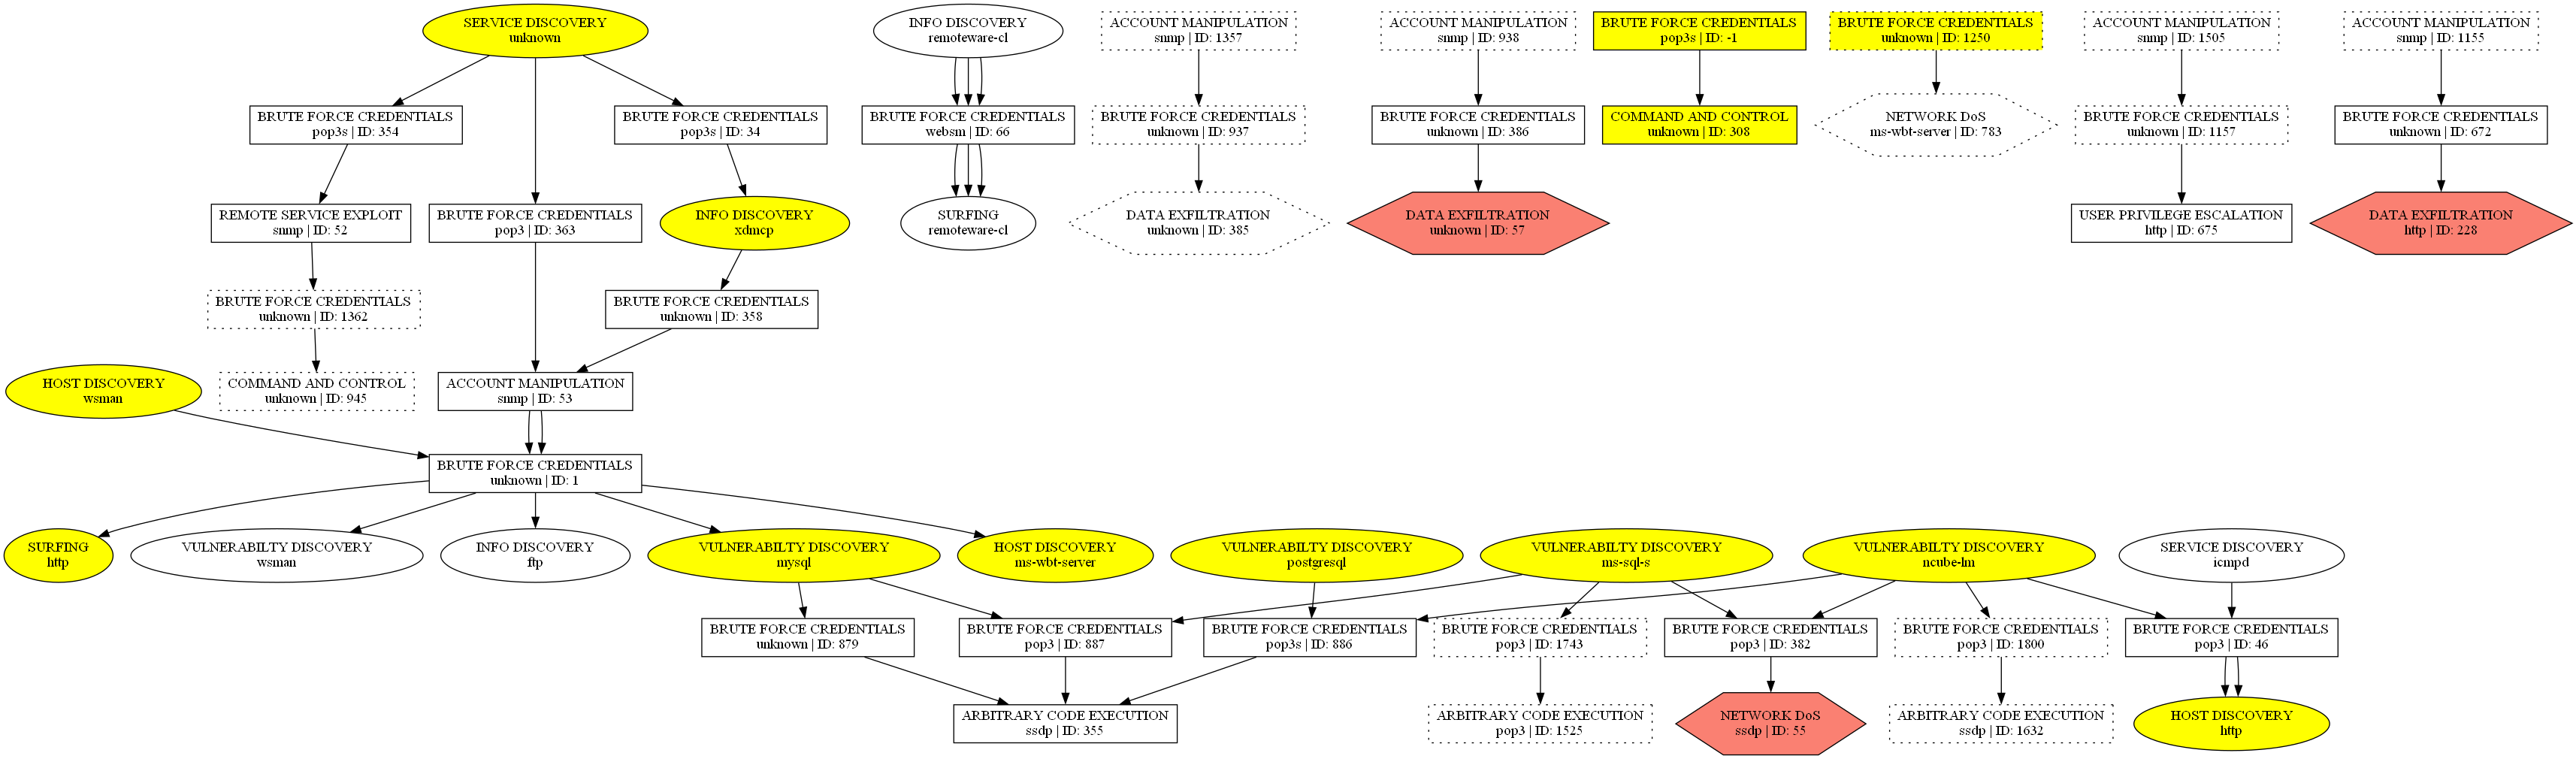 SERVICE DISCOVERY
unknown
INFO DISCOVERY
remoteware-cl
ACCOUNT MANIPULATION
snmp | ID: 1357
ACCOUNT MANIPULATION
snmp | ID: 938
BRUTE FORCE CREDENTIALS
pop3s | ID: -1
BRUTE FORCE CREDENTIALS
unknown | ID: 1250
ACCOUNT MANIPULATION
snmp | ID: 1505
ACCOUNT MANIPULATION
snmp | ID: 1155
BRUTE FORCE CREDENTIALS
pop3s | ID: 354
BRUTE FORCE CREDENTIALS
pop3s | ID: 34
BRUTE FORCE CREDENTIALS
websm | ID: 66
BRUTE FORCE CREDENTIALS
unknown | ID: 937
BRUTE FORCE CREDENTIALS
unknown | ID: 386
COMMAND AND CONTROL
unknown | ID: 308
NETWORK DoS
ms-wbt-server | ID: 783
BRUTE FORCE CREDENTIALS
unknown | ID: 1157
BRUTE FORCE CREDENTIALS
unknown | ID: 672
REMOTE SERVICE EXPLOIT
snmp | ID: 52
BRUTE FORCE CREDENTIALS
pop3 | ID: 363
INFO DISCOVERY
xdmcp
SURFING
remoteware-cl
DATA EXFILTRATION
unknown | ID: 385
DATA EXFILTRATION
unknown | ID: 57
USER PRIVILEGE ESCALATION
http | ID: 675
DATA EXFILTRATION
http | ID: 228
BRUTE FORCE CREDENTIALS
unknown | ID: 1362
BRUTE FORCE CREDENTIALS
unknown | ID: 358
HOST DISCOVERY
wsman
COMMAND AND CONTROL
unknown | ID: 945
ACCOUNT MANIPULATION
snmp | ID: 53
BRUTE FORCE CREDENTIALS
unknown | ID: 1
SURFING
http
VULNERABILTY DISCOVERY
wsman
INFO DISCOVERY
ftp
VULNERABILTY DISCOVERY
mysql
HOST DISCOVERY
ms-wbt-server
VULNERABILTY DISCOVERY
postgresql
VULNERABILTY DISCOVERY
ms-sql-s
VULNERABILTY DISCOVERY
ncube-lm
SERVICE DISCOVERY
icmpd
BRUTE FORCE CREDENTIALS
unknown | ID: 879
BRUTE FORCE CREDENTIALS
pop3 | ID: 887
BRUTE FORCE CREDENTIALS
pop3s | ID: 886
BRUTE FORCE CREDENTIALS
pop3 | ID: 1743
BRUTE FORCE CREDENTIALS
pop3 | ID: 382
BRUTE FORCE CREDENTIALS
pop3 | ID: 1800
BRUTE FORCE CREDENTIALS
pop3 | ID: 46
ARBITRARY CODE EXECUTION
ssdp | ID: 355
ARBITRARY CODE EXECUTION
pop3 | ID: 1525
NETWORK DoS
ssdp | ID: 55
ARBITRARY CODE EXECUTION
ssdp | ID: 1632
HOST DISCOVERY
http